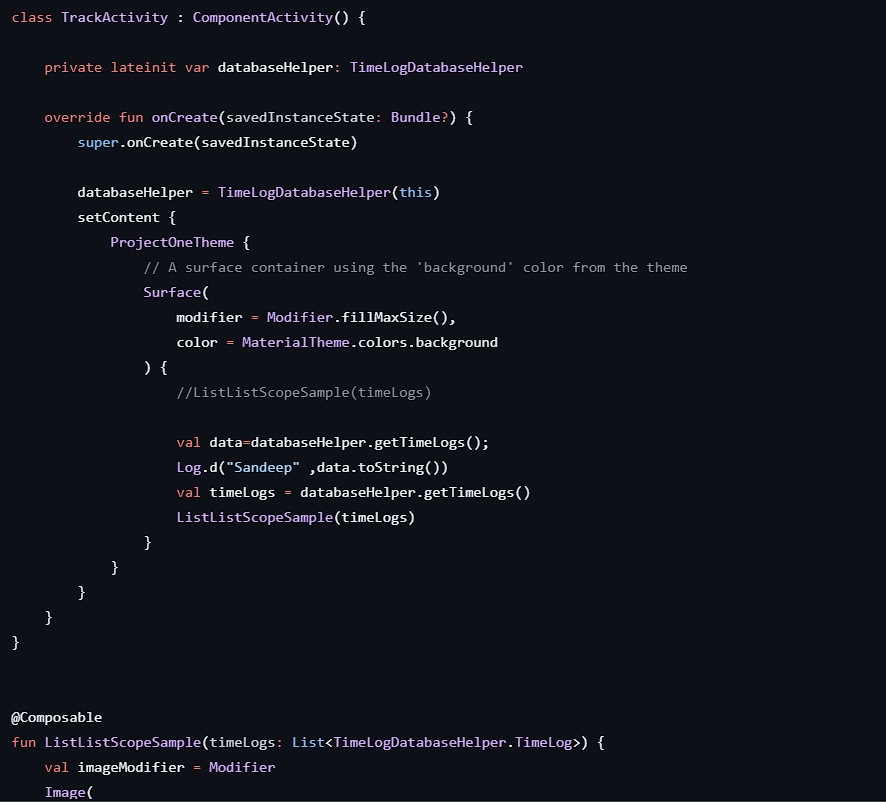 class TrackActivity : ComponentActivity() {
    private lateinit var databaseHelper: TimeLogDatabaseHelper
    override fun onCreate(savedInstanceState: Bundle?) {
        super.onCreate(savedInstanceState)
        databaseHelper = TimeLogDatabaseHelper(this)
        setContent {
            ProjectOneTheme {
                // A surface container using the 'background' color from the theme
                Surface(
                    modifier = Modifier.fillMaxSize(),
                    color = MaterialTheme.colors.background
                ) {
                    //ListListScopeSample(timeLogs)
                    val data=databaseHelper.getTimeLogs();
                    Log.d("Sandeep" ,data.toString())
                    val timeLogs = databaseHelper.getTimeLogs()
                    ListListScopeSample(timeLogs)
                }
            }
        }
    }
}
@Composable
fun ListListScopeSample(timeLogs: List<TimeLogDatabaseHelper.TimeLog>) {
    val imageModifier = Modifier
    Image(